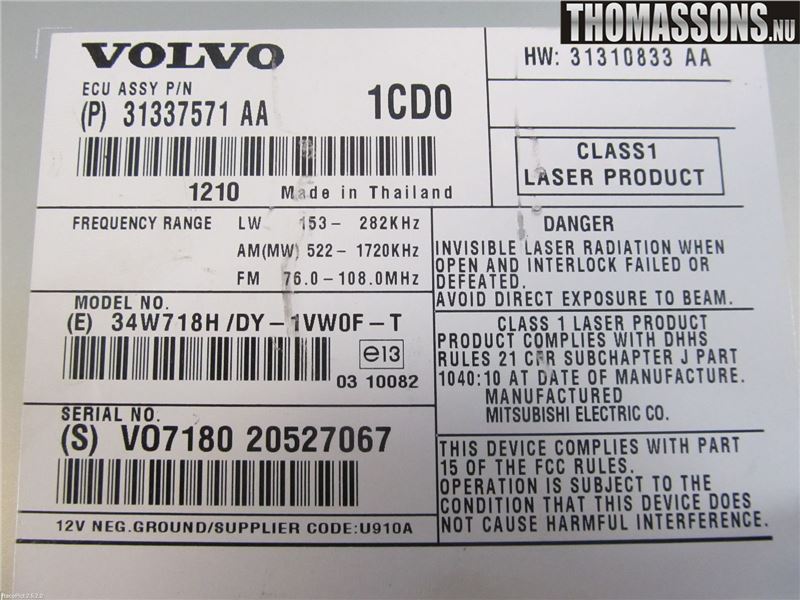 THOMASSONS.NU
VOLVO
ECU ASSY P/N
(P) 31337571 AA 1CD0
1210 Made in Thailand
HW: 31310833 AA
CLASS1
LASER PRODUCT
FREQUENCY RANGE LW 153- 282KHz
AM(MW) 522-1720KHz
FM 76.0-108.0MHz
MODEL NO.
(E) 34W718H/DY-1VW0F-T
e13
03 10082
SERIAL NO.
(S) VO7180 20527067
12V NEG.GROUND/SUPPLIER CODE:U910A
DANGER
INVISIBLE LASER RADIATION WHEN
OPEN AND INTERLOCK FAILED OR
DEFEATED.
AVOID DIRECT EXPOSURE TO BEAM.
CLASS 1 LASER PRODUCT
PRODUCT COMPLIES WITH DHHS
RULES 21 CFR SUBCHAPTER J PART
1040:10 AT DATE OF MANUFACTURE.
MANUFACTURED
MITSUBISHI ELECTRIC CO.
THIS DEVICE COMPLIES WITH PART
15 OF THE FCC RULES.
OPERATION IS SUBJECT TO THE
CONDITION THAT THIS DEVICE DOES
NOT CAUSE HARMFUL INTERFERENCE.